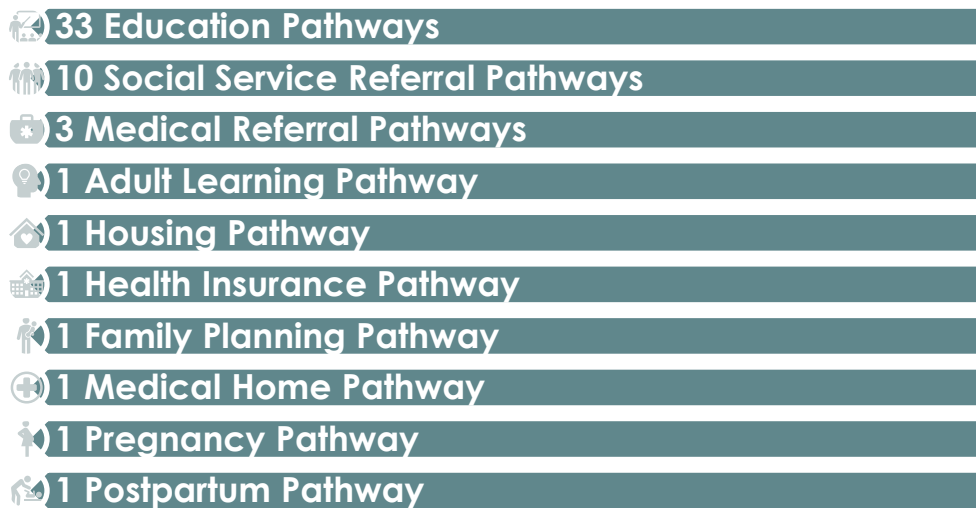 33 Education Pathways
10 Social Service Referral Pathways
3 Medical Referral Pathways
1 Adult Learning Pathway
1 Housing Pathway
1 Health Insurance Pathway
1 Family Planning Pathway
1 Medical Home Pathway
1 Pregnancy Pathway
1 Postpartum Pathway